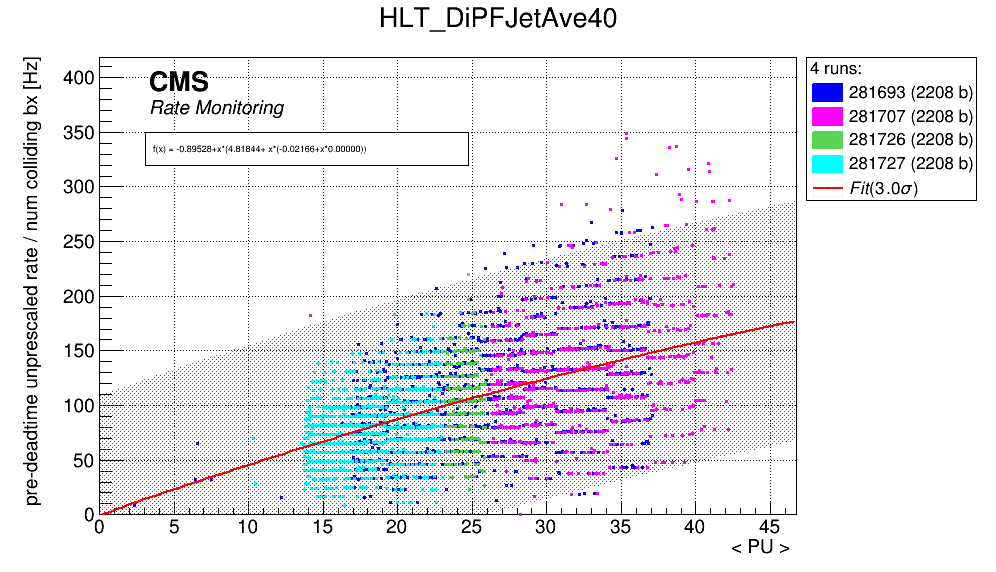 HLT_DiPFJetAve40
pre-deadtime unprescaled rate / num colliding bx [Hz]
400
350
300
250
200
150
100
50
0
CMS
Rate Monitoring
f(x) = -0.89528+x*(4.81844+ x*(-0.02166+x*0.00000))
4 runs:
281693 (2208 b)
281707 (2208 b)
281726 (2208 b)
281727 (2208 b)
Fit(3.0σ)
0 5 10 15 20 25 30 35 40 45
< PU >